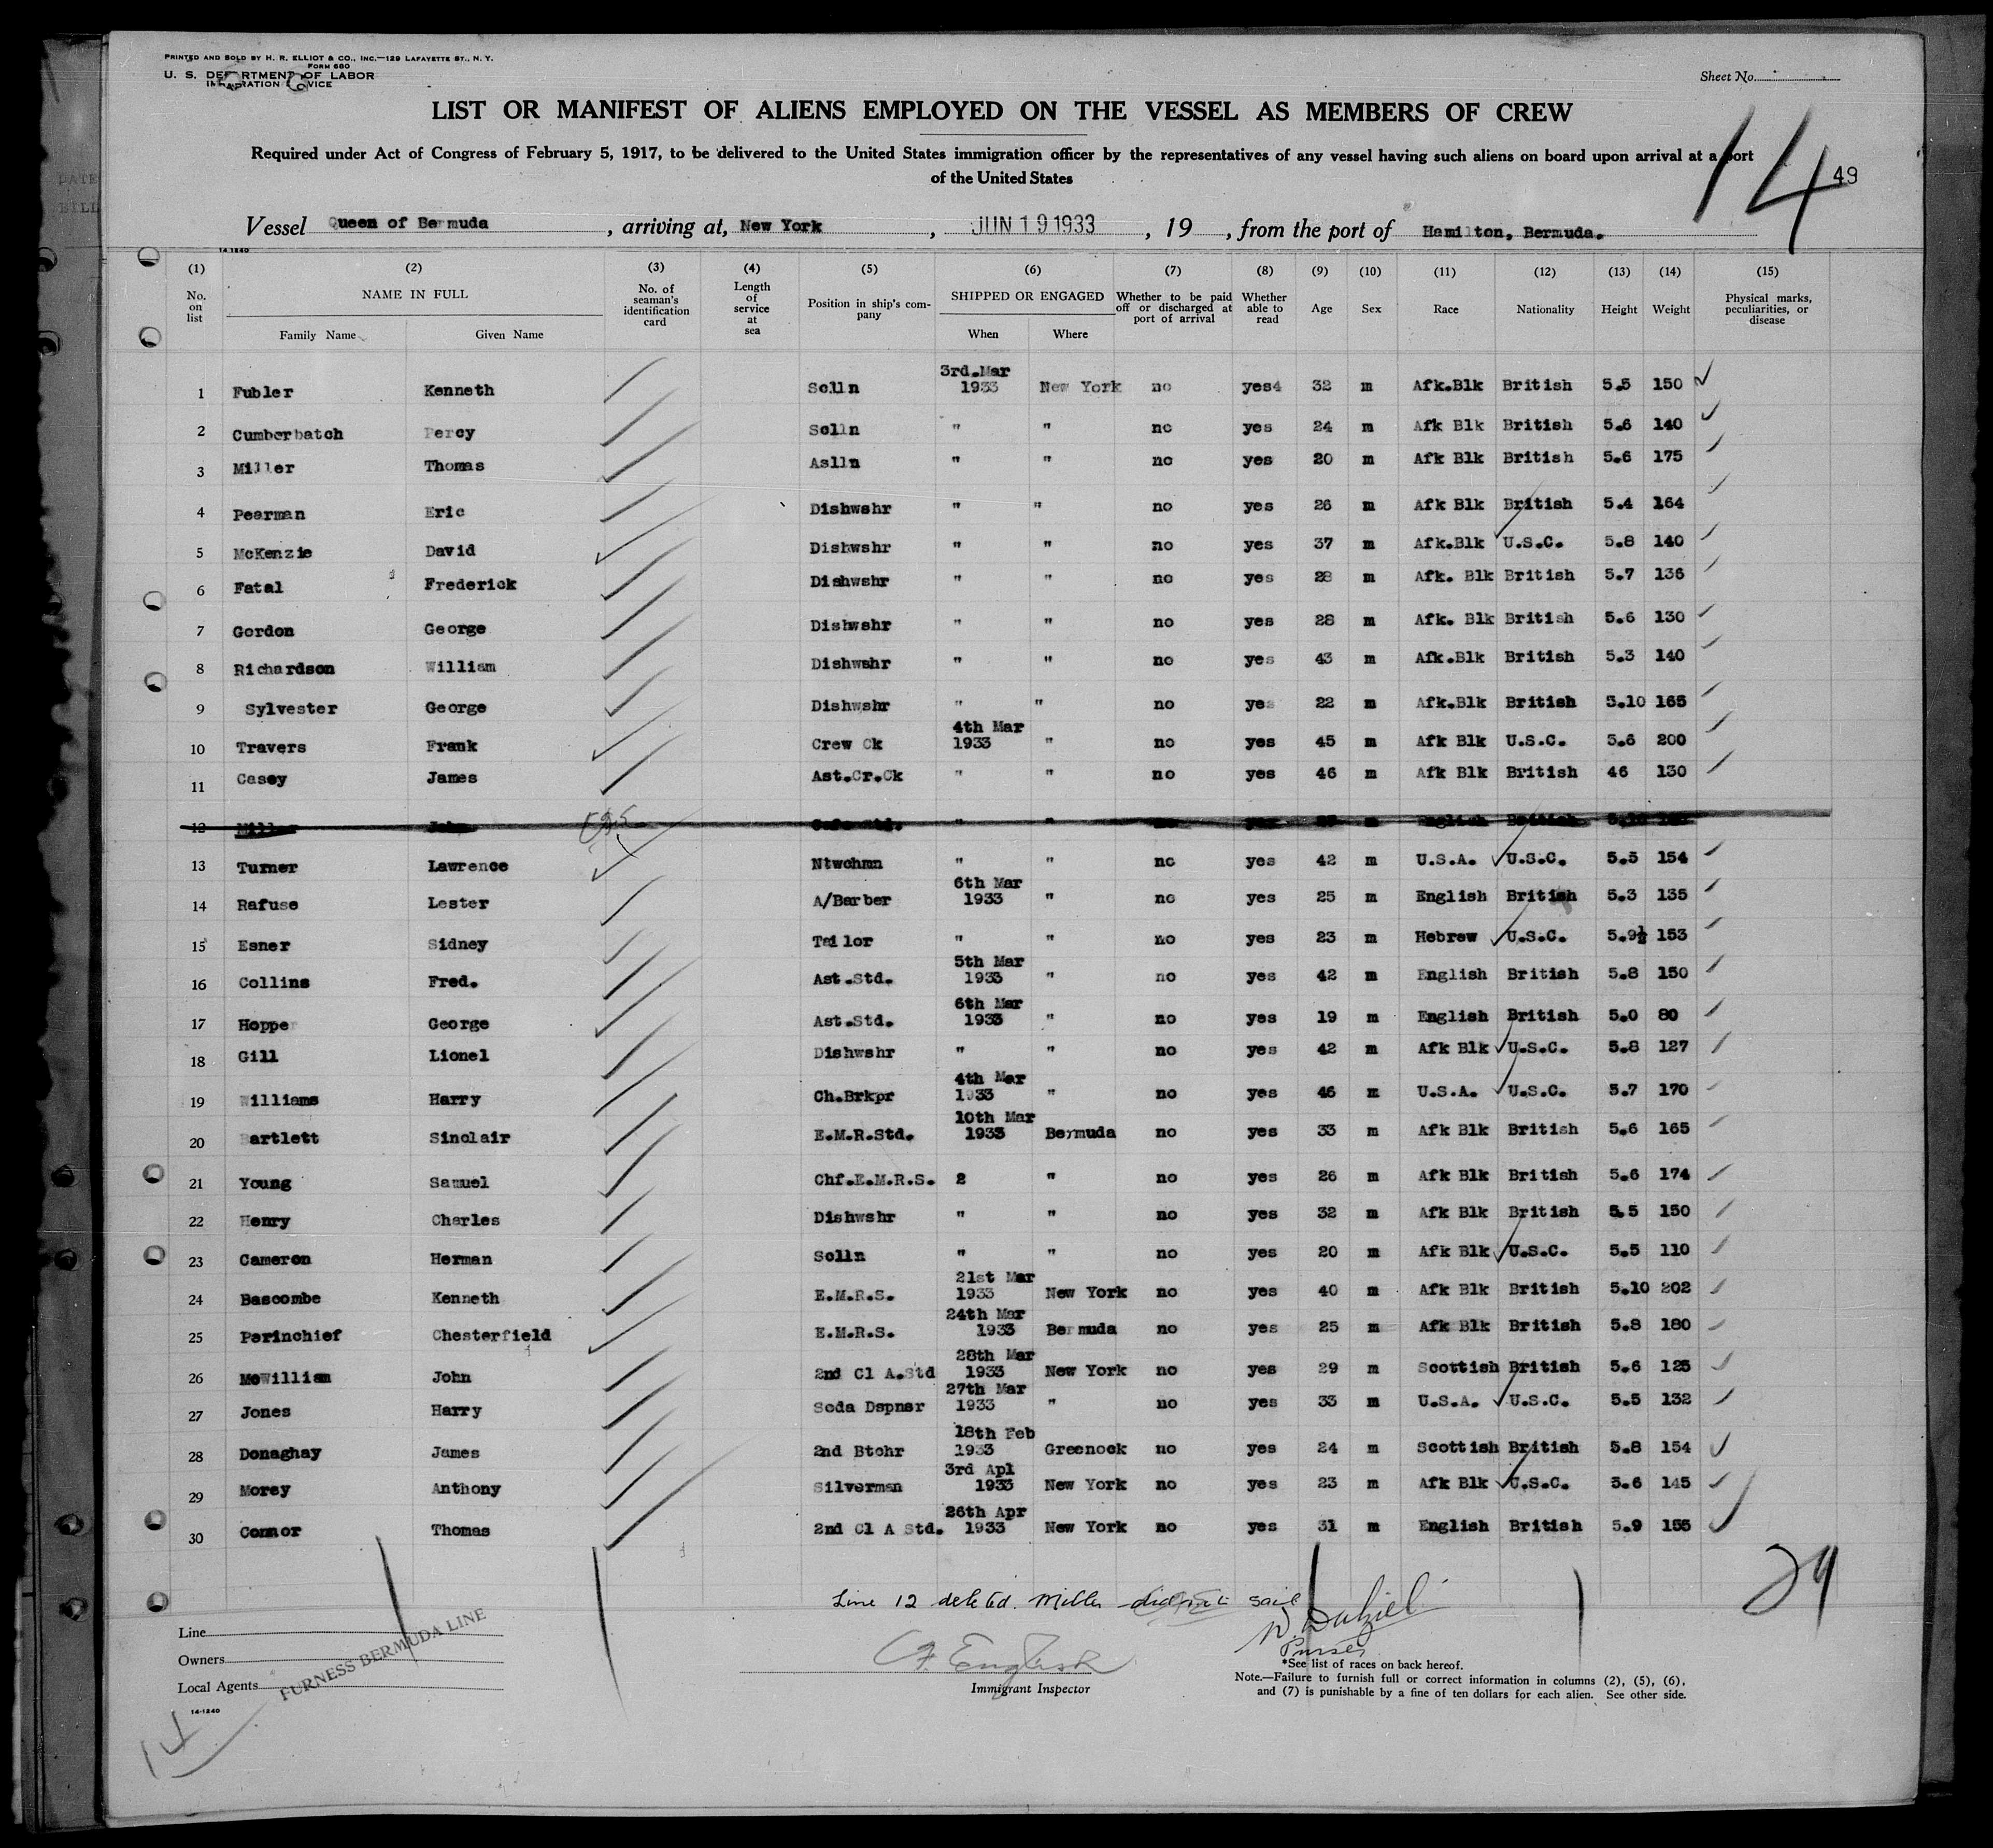 PRINTED AND SOLD BY H. R. ELLIOT & CO., INC.—129 LAFAYETTE ST., N. Y.
FORM 680
U. S. DEPARTMENT OF LABOR
Sheet No.
LIST OR MANIFEST OF ALIENS EMPLOYED ON THE VESSEL AS MEMBERS OF CREW
14
Required under Act of Congress of February 5, 1917, to be delivered to the United States immigration officer by the representatives of any vessel having such aliens on board upon arrival at a port
of the United States
49
Vessel Queen of Bermuda, arriving at, New York, JUN 19 1933, 19 , from the port of Hamilton, Bermuda.
14-1240
(1) (2) (3) (4) (5) (6) (7) (8) (9) (10) (11) (12) (13) (14) (15)
No. on list NAME IN FULL Family Name Given Name No. of seaman's identification card Length of service at sea Position in ship's company SHIPPED OR ENGAGED When Where Whether to be paid off or discharged at port of arrival Whether able to read Age Sex Race Nationality Height Weight Physical marks, peculiarities, or disease
1 Fubler Kenneth Sclln 3rd.Mar 1933 New York no yes4 32 m Afk.Blk British 5.5 150
2 Cumberbatch Percy Sclln " " no yes 24 m Afk Blk British 5.6 140
3 Miller Thomas Aslln " " no yes 20 m Afk Blk British 5.6 175
4 Pearman Eric Dishwshr " " no yes 26 m Afk Blk British 5.4 164
5 McKenzie David Dishwshr " " no yes 37 m Afk.Blk U.S.C. 5.8 140
6 Fatal Frederick Dishwshr " " no yes 28 m Afk. Blk British 5.7 136
7 Gordon George Dishwshr " " no yes 28 m Afk. Blk British 5.6 130
8 Richardson William Dishwshr " " no yes 43 m Afk.Blk British 5.3 140
9 Sylvester George Dishwshr " " no yes 22 m Afk.Blk British 5.10 165
10 Travers Frank Crew Ck 4th Mar 1933 " no yes 45 m Afk Blk U.S.C. 5.6 200
11 Casey James Ast.Cr.Ck " " no yes 46 m Afk Blk British 46 130
12 Miller John " " no yes m English British
13 Turner Lawrence Ntwchmn " " no yes 42 m U.S.A. U.S.C. 5.5 154
14 Rafuse Lester A/Barber 6th Mar 1933 " no yes 25 m English British 5.3 135
15 Esner Sidney Tailor " " no yes 23 m Hebrew U.S.C. 5.9½ 153
16 Collins Fred. Ast.Std. 5th Mar 1933 " no yes 42 m English British 5.8 150
17 Hopper George Ast.Std. 6th Mar 1933 " no yes 19 m English British 5.0 80
18 Gill Lionel Dishwshr " " no yes 42 m Afk Blk U.S.C. 5.8 127
19 Williams Harry Ch.Brkpr 4th Mar 1933 " no yes 46 m U.S.A. U.S.C. 5.7 170
20 Bartlett Sinclair E.M.R.Std. 10th Mar 1933 Bermuda no yes 33 m Afk Blk British 5.6 165
21 Young Samuel Chf.E.M.R.S. 2 " no yes 26 m Afk Blk British 5.6 174
22 Henry Charles Dishwshr " " no yes 32 m Afk Blk British 5.5 150
23 Cameron Herman Sclln " " no yes 20 m Afk Blk U.S.C. 5.5 110
24 Bascombe Kenneth E.M.R.S. 21st Mar 1933 New York no yes 40 m Afk Blk British 5.10 202
25 Perinchief Chesterfield E.M.R.S. 24th Mar 1933 Bermuda no yes 25 m Afk Blk British 5.8 180
26 McWilliam John 2nd Cl A.Std 28th Mar 1933 New York no yes 29 m Scottish British 5.6 125
27 Jones Harry Soda Dspnsr 27th Mar 1933 " no yes 33 m U.S.A. U.S.C. 5.5 132
28 Donaghay James 2nd Btchr 18th Feb 1933 Greenock no yes 24 m Scottish British 5.8 154
29 Morey Anthony Silverman 3rd Apl 1933 New York no yes 23 m Afk Blk U.S.C. 5.6 145
30 Connor Thomas 2nd Cl A Std. 26th Apr 1933 New York no yes 31 m English British 5.9 155
29
Line 12 deleted. Miller did not sail
Purser
Line
Owners
Local Agents
FURNESS BERMUDA LINE
F. English
Immigrant Inspector
*See list of races on back hereof.
Note.—Failure to furnish full or correct information in columns (2), (5), (6),
and (7) is punishable by a fine of ten dollars for each alien. See other side.
14-1240